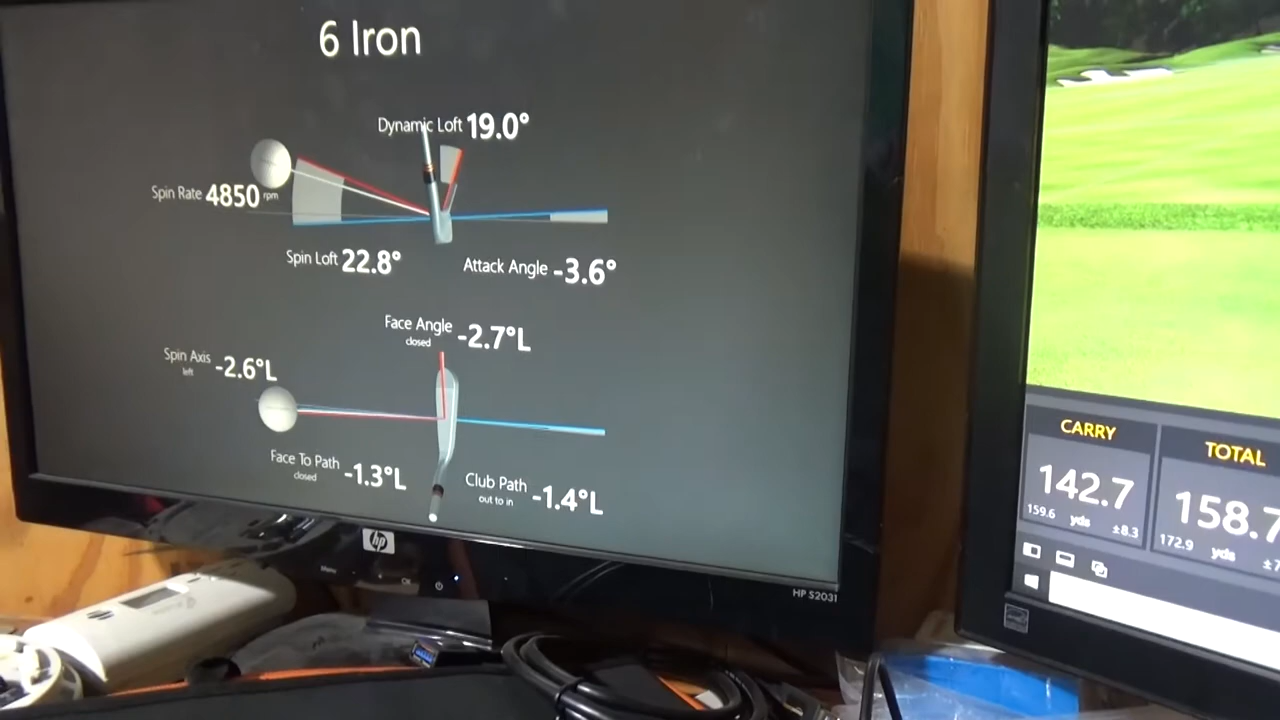 6 Iron
Dynamic Loft 19.0°
Spin Rate 4850 rpm
Spin Loft 22.8°
Attack Angle -3.6°
Face Angle -2.7°L
closed
Spin Axis -2.6°L
left
Face To Path -1.3°L
closed
Club Path -1.4°L
out to in
CARRY
142.7
159.6 yds ±8.3
TOTAL
158.7
172.9 yds ±7
hp
Menu
OK
HP S2031